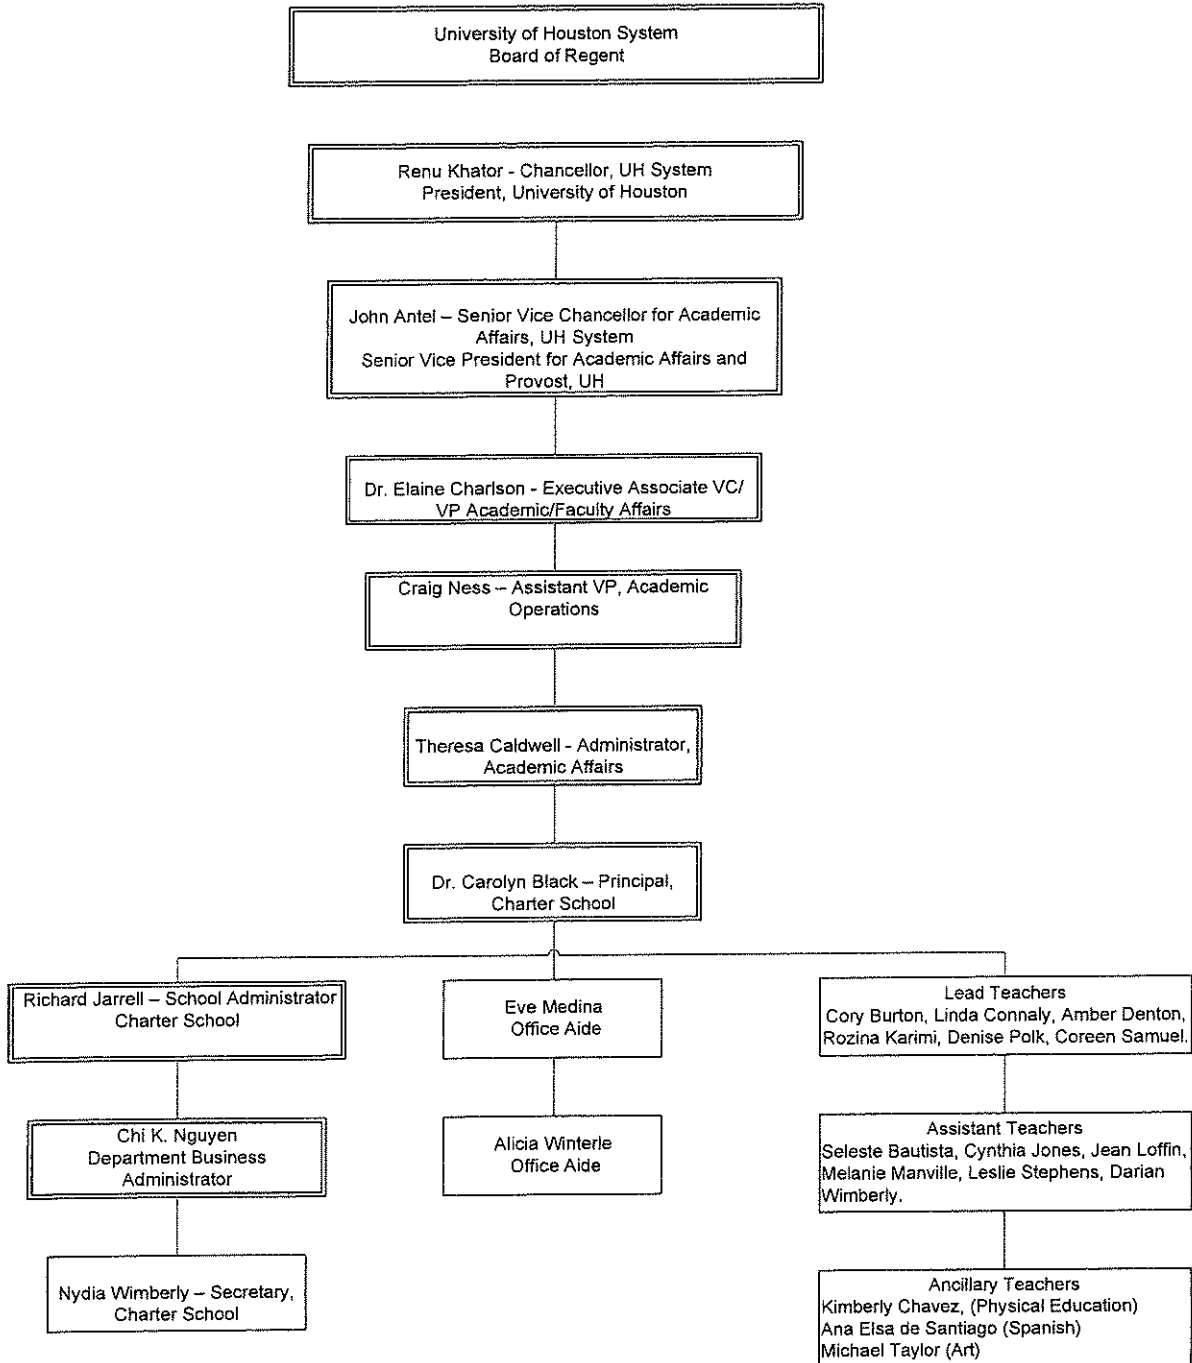 University of Houston System
Board of Regent
Renu Khator - Chancellor, UH System
President, University of Houston
John Antel – Senior Vice Chancellor for Academic
Affairs, UH System
Senior Vice President for Academic Affairs and
Provost, UH
Dr. Elaine Charlson - Executive Associate VC/
VP Academic/Faculty Affairs
Craig Ness – Assistant VP, Academic
Operations
Theresa Caldwell - Administrator,
Academic Affairs
Dr. Carolyn Black – Principal,
Charter School
Richard Jarrell – School Administrator
Charter School
Eve Medina
Office Aide
Lead Teachers
Cory Burton, Linda Connaly, Amber Denton,
Rozina Karimi, Denise Polk, Coreen Samuel.
Chi K. Nguyen
Department Business
Administrator
Alicia Winterle
Office Aide
Assistant Teachers
Seleste Bautista, Cynthia Jones, Jean Loffin,
Melanie Manville, Leslie Stephens, Darian
Wimberly.
Nydia Wimberly – Secretary,
Charter School
Ancillary Teachers
Kimberly Chavez, (Physical Education)
Ana Elsa de Santiago (Spanish)
Michael Taylor (Art)